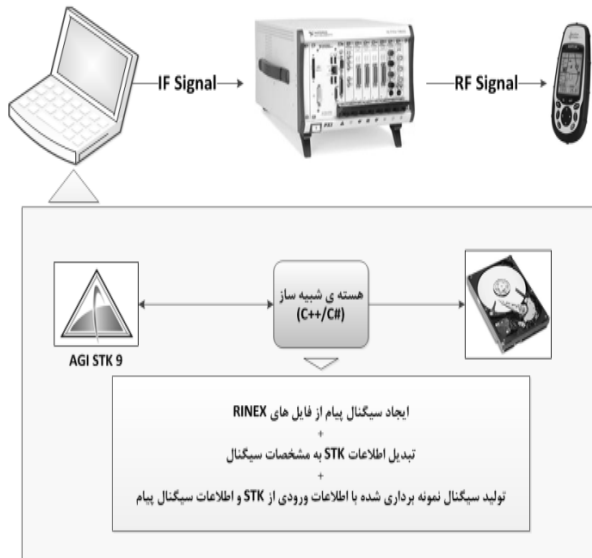 IF Signal
RF Signal
هسته ی شبیه ساز
(C++/C#)
AGI STK 9
ایجاد سیگنال پیام از فایل های RINEX
+
تبدیل اطلاعات STK به مشخصات سیگنال
+
تولید سیگنال نمونه برداری شده با اطلاعات ورودی از STK و اطلاعات سیگنال پیام